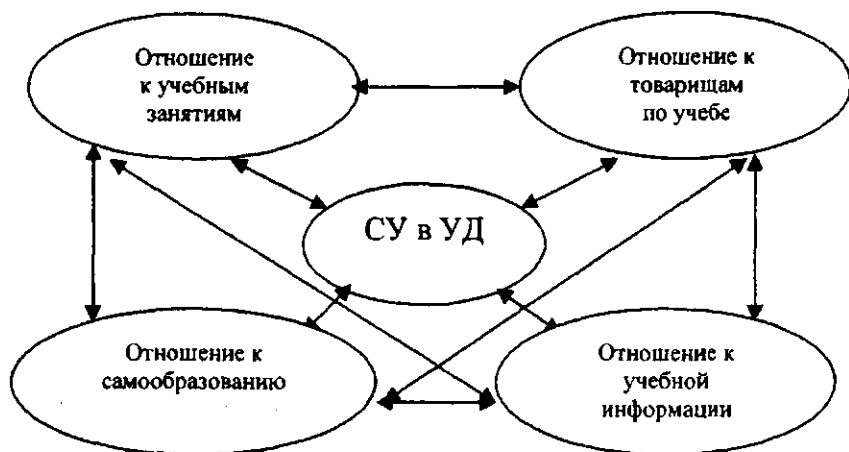 Отношение
к учебным
занятиям
Отношение к
товарищам
по учебе
СУ в УД
Отношение к
самообразованию
Отношение к
учебной
информации